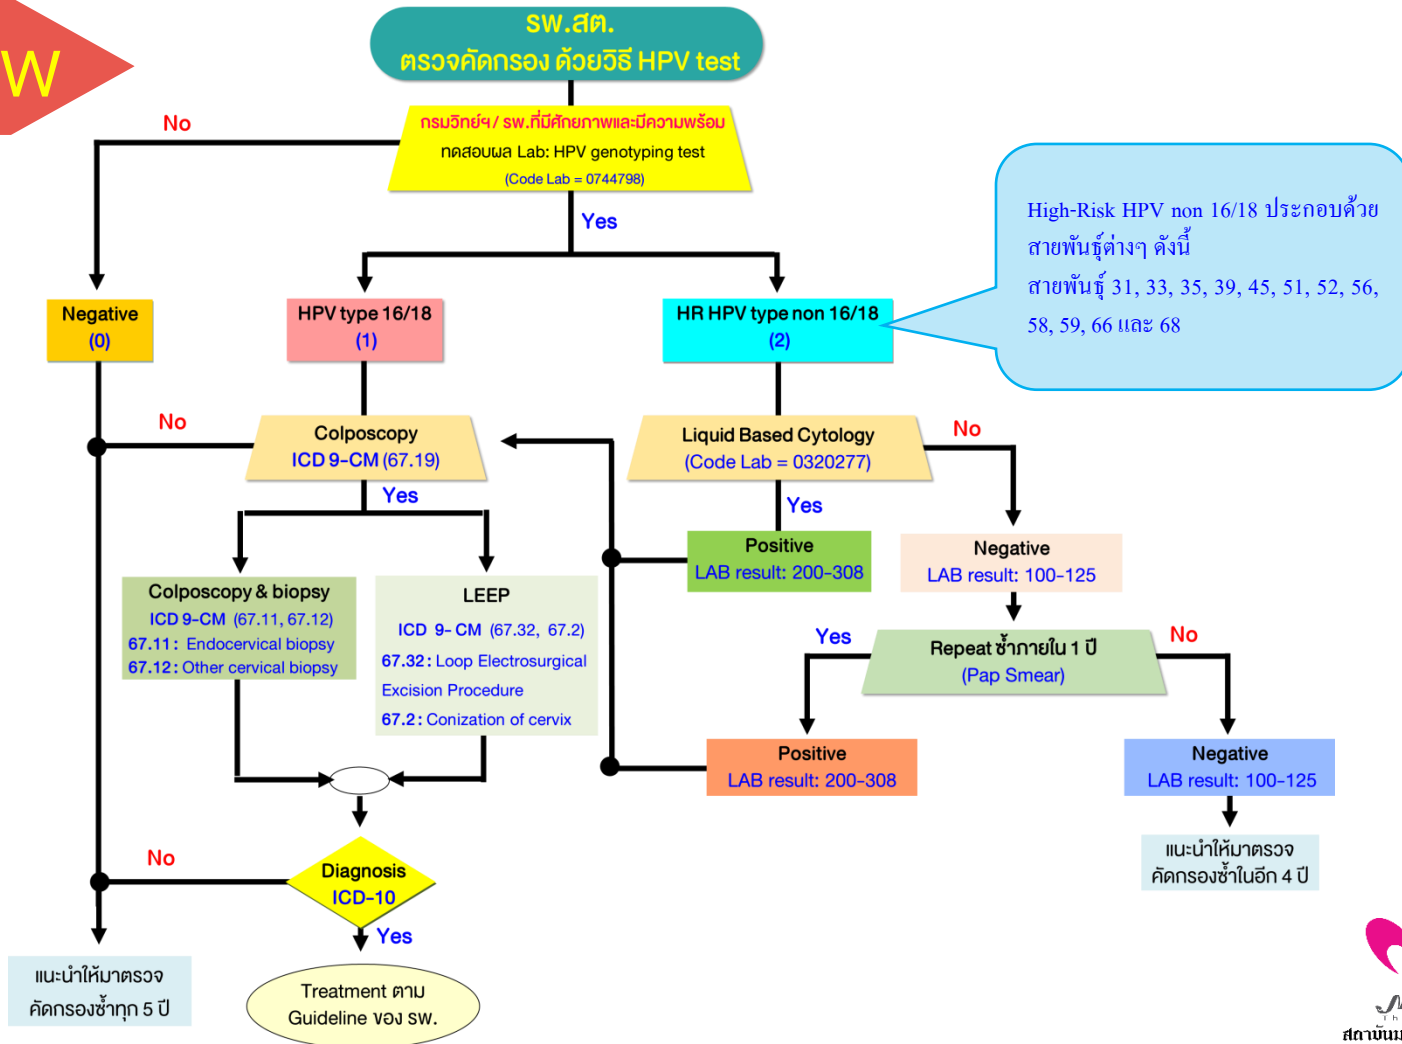 W
รพ.สต.
ตรวจคัดกรอง ด้วยวิธี HPV test
No
กรมวิทย์ฯ/ รพ.ที่มีศักยภาพและมีความพร้อม
ทดสอบผล Lab: HPV genotyping test
(Code Lab = 0744798)
Yes
High-Risk HPV non 16/18 ประกอบด้วย
สายพันธุ์ต่างๆ ดังนี้
สายพันธุ์ 31, 33, 35, 39, 45, 51, 52, 56,
58, 59, 66 และ 68
Negative
(0)
HPV type 16/18
(1)
HR HPV type non 16/18
(2)
No
Colposcopy
ICD 9-CM (67.19)
Yes
Liquid Based Cytology
(Code Lab = 0320277)
No
Yes
Positive
LAB result: 200-308
Negative
LAB result: 100-125
Colposcopy & biopsy
ICD 9-CM (67.11, 67.12)
67.11: Endocervical biopsy
67.12: Other cervical biopsy
LEEP
ICD 9- CM (67.32, 67.2)
67.32: Loop Electrosurgical
Excision Procedure
67.2: Conization of cervix
Yes
Repeat ซ้ำภายใน 1 ปี
(Pap Smear)
No
Positive
LAB result: 200-308
Negative
LAB result: 100-125
แนะนำให้มาตรวจ
คัดกรองซ้ำในอีก 4 ปี
No
Diagnosis
ICD-10
Yes
แนะนำให้มาตรวจ
คัดกรองซ้ำทุก 5 ปี
Treatment ตาม
Guideline ของ รพ.
Th
สถาบันม